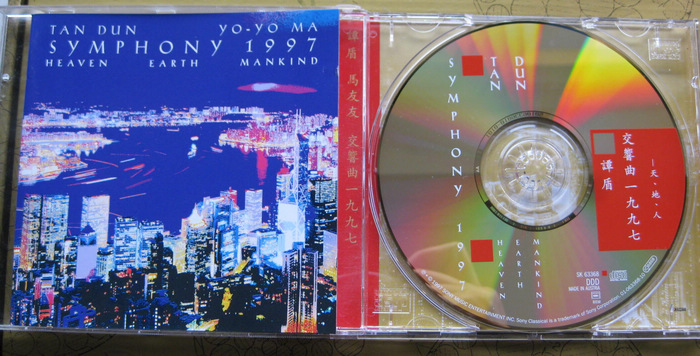 TAN DUN YO-YO MA
SYMPHONY 1997
HEAVEN EARTH MANKIND
譚盾 馬友友 交響曲一九九七
TAN DUN
SYMPHONY 1997
HEAVEN
EARTH
MANKIND
交響曲一九九七
—天、地、人
譚盾
SK 63368
DDD
MADE IN AUSTRIA